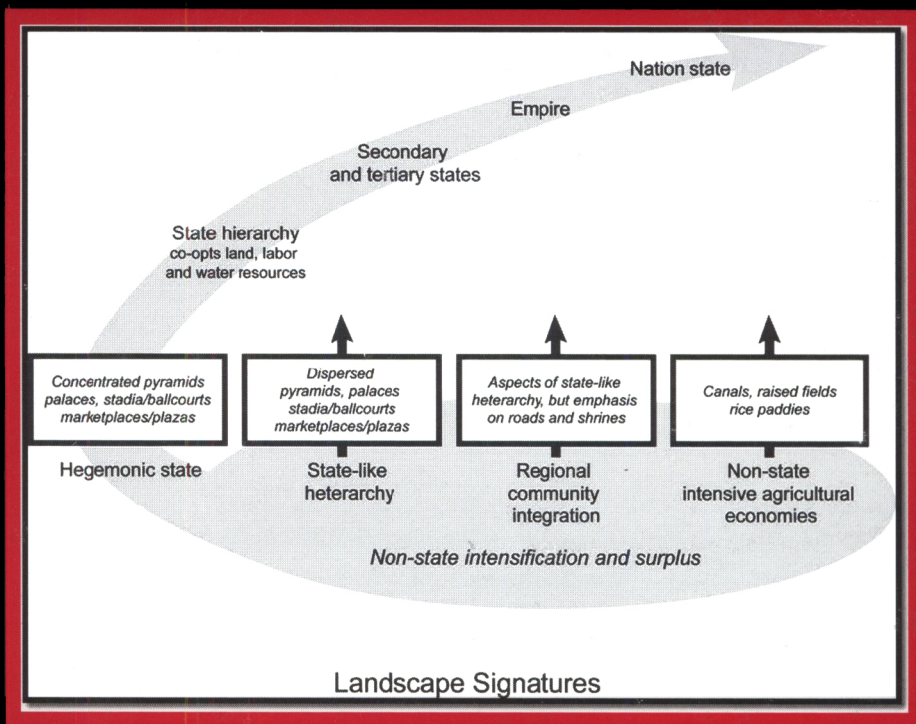 Nation state
Empire
Secondary
and tertiary states
State hierarchy
co-opts land, labor
and water resources
Concentrated pyramids
palaces, stadia/ballcourts
marketplaces/plazas
Dispersed
pyramids, palaces
stadia/ballcourts
marketplaces/plazas
Aspects of state-like
heterarchy, but emphasis
on roads and shrines
Canals, raised fields
rice paddies
Hegemonic state
State-like
heterarchy
Regional
community
integration
Non-state
intensive agricultural
economies
Non-state intensification and surplus
Landscape Signatures